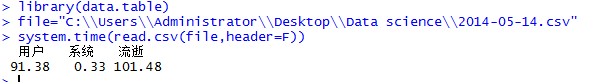 > library(data.table)
> file="C:\\Users\\Administrator\\Desktop\\Data science\\2014-05-14.csv"
> system.time(read.csv(file,header=F))
用户 系统 流逝
91.38 0.33 101.48
>